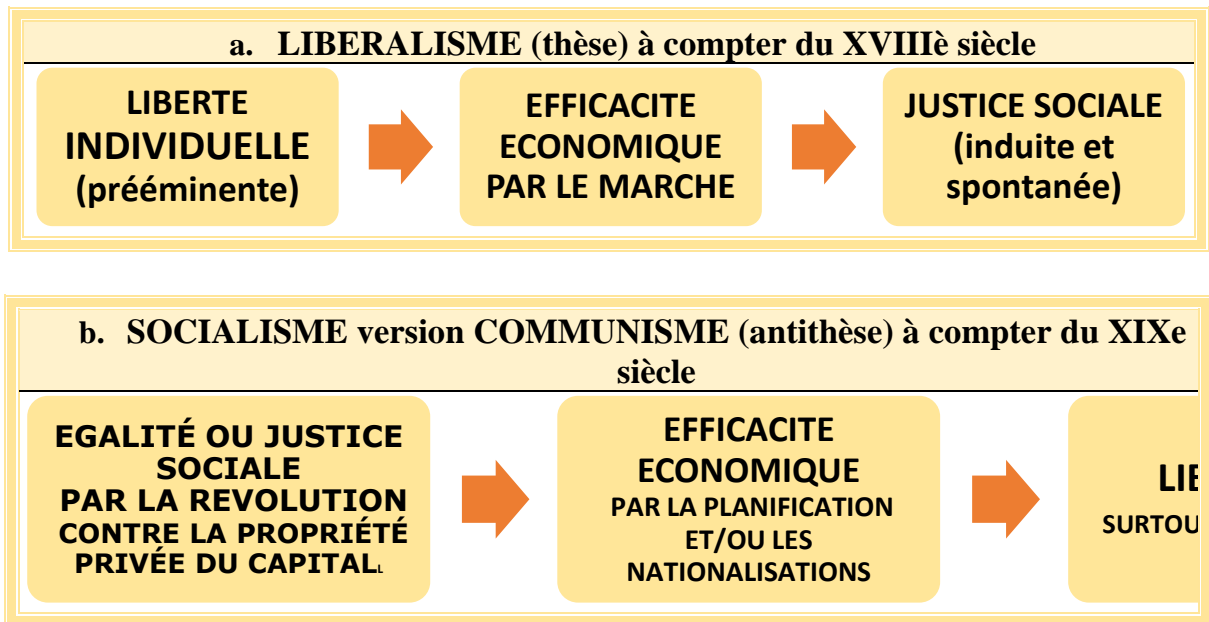 a. LIBERALISME (thèse) à compter du XVIIIè siècle
LIBERTE
INDIVIDUELLE
(prééminente)
EFFICACITE
ECONOMIQUE
PAR LE MARCHE
JUSTICE SOCIALE
(induite et
spontanée)
b. SOCIALISME version COMMUNISME (antithèse) à compter du XIXe
siècle
EGALITÉ OU JUSTICE
SOCIALE
PAR LA REVOLUTION
CONTRE LA PROPRIÉTÉ
PRIVÉE DU CAPITAL
EFFICACITE
ECONOMIQUE
PAR LA PLANIFICATION
ET/OU LES
NATIONALISATIONS